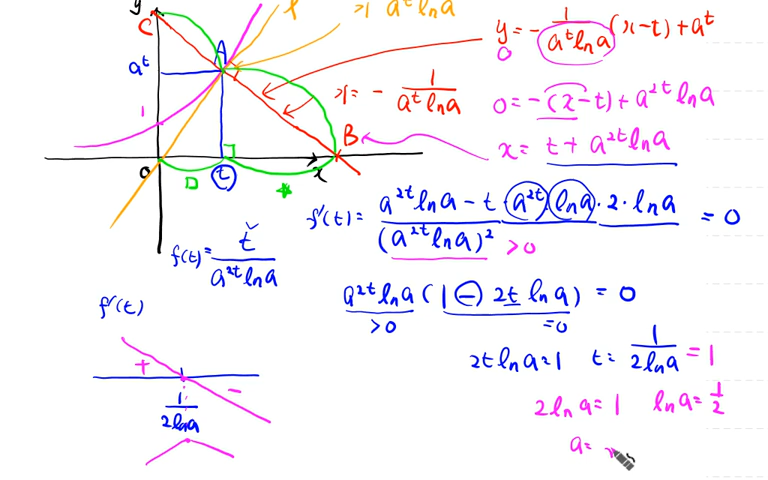 y
C
A
a^t
1
o
t
x
B
기 a^t ln a
y = - 1/(a^t ln a) (x-t) + a^t
0
기 = - 1/(a^t ln a)
0 = -(x-t) + a^{2t} ln a
x = t + a^{2t} ln a
f'(t) = (a^{2t} ln a - t · a^{2t} ln a · 2 · ln a)/(a^{2t} ln a)^2 = 0
>0
f(t) = t/(a^{2t} ln a)
a^{2t} ln a (1 - 2t ln a) = 0
>0 =0
f'(t)
+ -
1/(2 ln a)
2t ln a = 1 t = 1/(2 ln a) = 1
2 ln a = 1 ln a = 1/2
a =